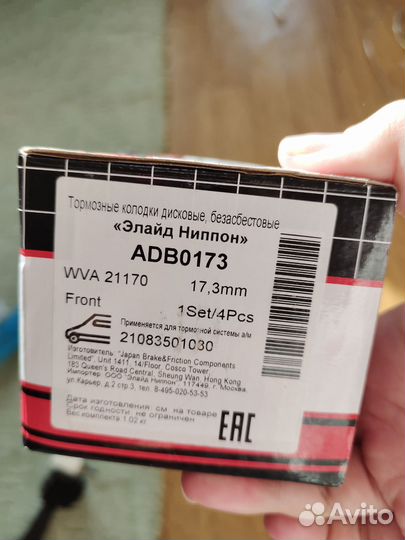 Тормозные колодки дисковые, безасбестовые
«Элайд Ниппон»
ADB0173
WVA 21170 17,3mm
Front 1Set/4Pcs
Применяется для тормозной системы а/м
21083501080
Изготовитель: "Japan Brake&Friction Components
Limited", Unit 1411, 14/Floor, Cosco Tower,
183 Queen's Road Central, Sheung Wan, Hong Kong
Импортер: ООО "Элайд Ниппон", 117449, г. Москва,
ул. Карьер, д.2 стр.3, тел. 8-495-020-53-53
Дата изготовления см на товаре
Срок годности не ограничен
Вес комплекта: 1.02 кг
EAC
Avito